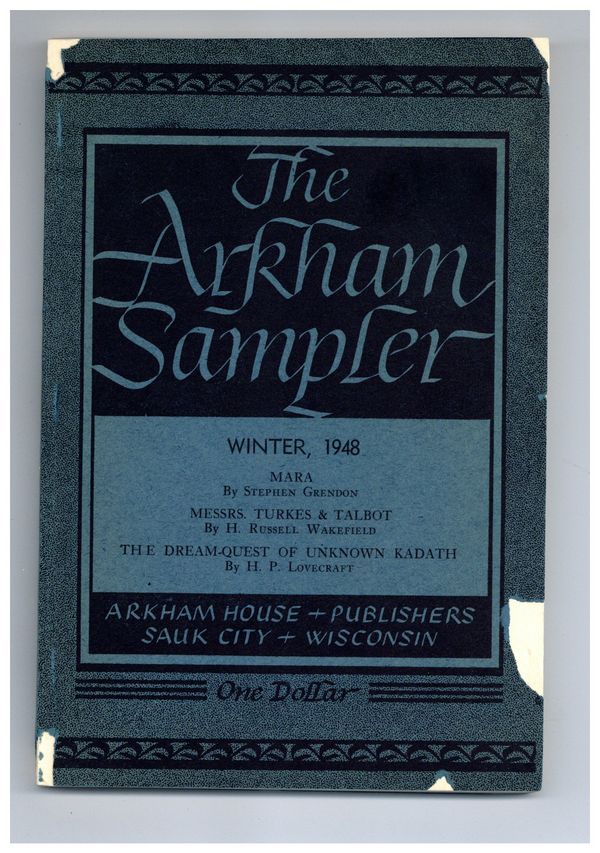 The
Arkham
Sampler
WINTER, 1948
MARA
By Stephen Grendon
MESSRS. TURKES & TALBOT
By H. Russell Wakefield
THE DREAM-QUEST OF UNKNOWN KADATH
By H. P. Lovecraft
ARKHAM HOUSE + PUBLISHERS
SAUK CITY + WISCONSIN
One Dollar